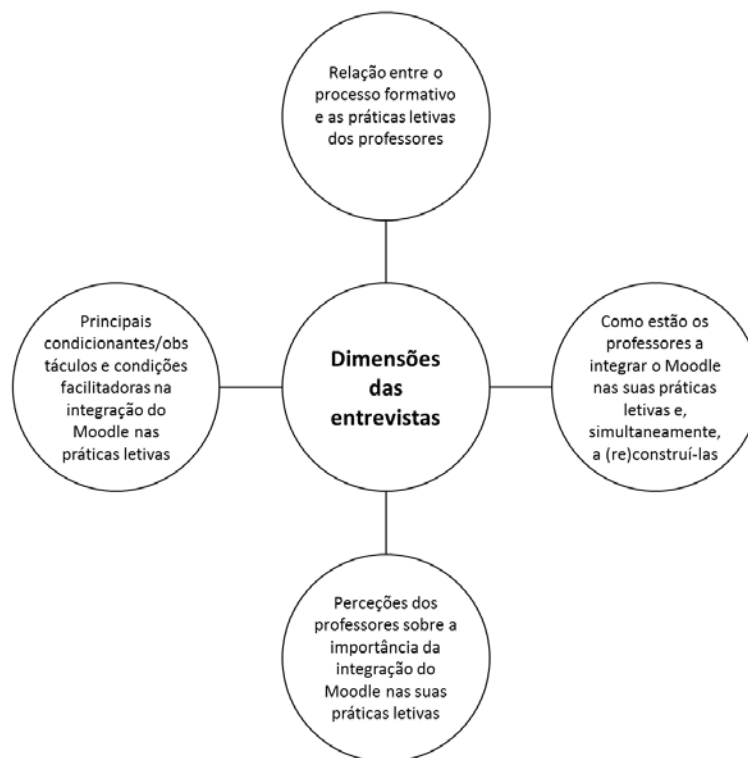 Relação entre o
processo formativo
e as práticas letivas
dos professores
Principais
condicionantes/obs
táculos e condições
facilitadoras na
integração do
Moodle nas
práticas letivas
Dimensões
das
entrevistas
Como estão os
professores a
integrar o Moodle
nas suas práticas
letivas e,
simultaneamente,
a (re)construí-las
Perceções dos
professores sobre a
importância da
integração do
Moodle nas suas
práticas letivas